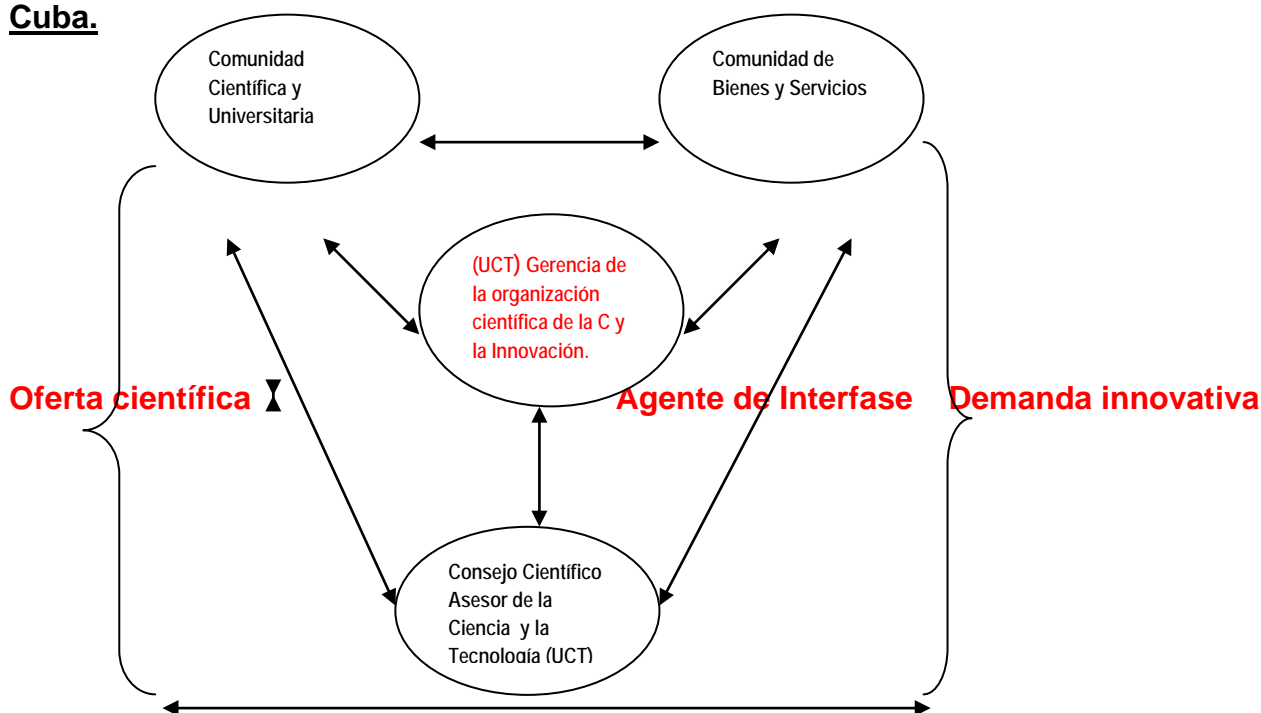 Cuba.
Comunidad
Científica y
Universitaria
Comunidad de
Bienes y Servicios
(UCT) Gerencia de
la organización
científica de la C y
la Innovación.
Oferta científica
Agente de Interfase
Demanda innovativa
Consejo Científico
Asesor de la
Ciencia y la
Tecnología (UCT)